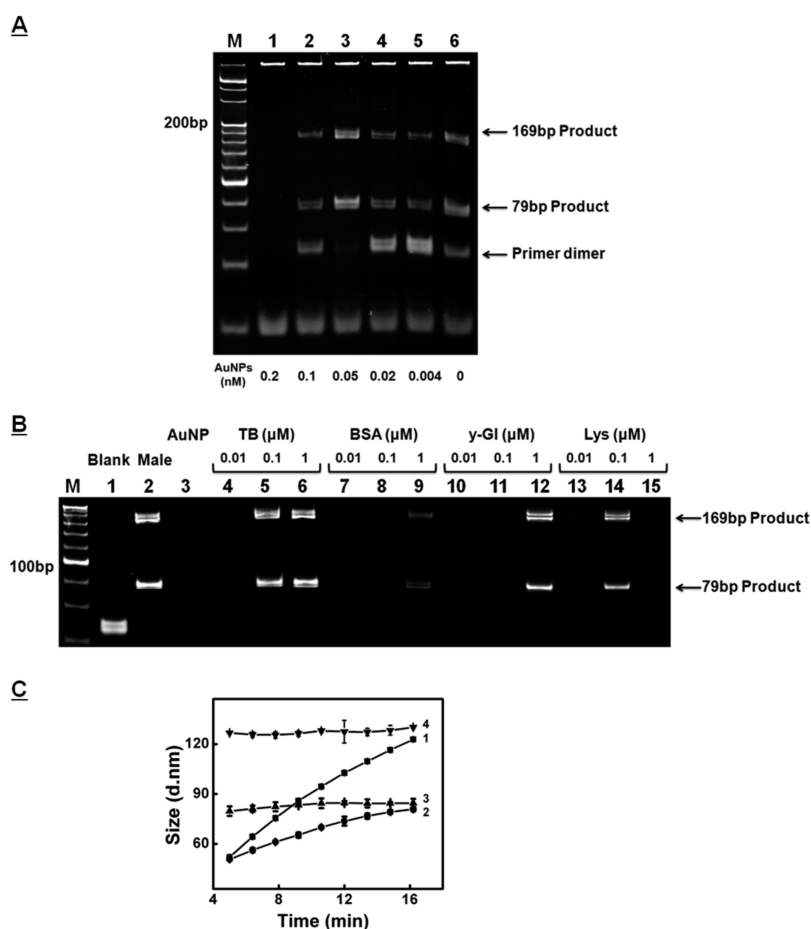 A
M 1 2 3 4 5 6
200bp
169bp Product
79bp Product
Primer dimer
AuNPs
(nM)
0.2 0.1 0.05 0.02 0.004 0
B
AuNP TB (μM) BSA (μM) y-Gl (μM) Lys (μM)
0.01 0.1 1 0.01 0.1 1 0.01 0.1 1 0.01 0.1 1
Blank Male
M 1 2 3 4 5 6 7 8 9 10 11 12 13 14 15
169bp Product
100bp
79bp Product
C
Size (d.nm)
120
90
60
4
1
3
2
4 8 12 16
Time (min)